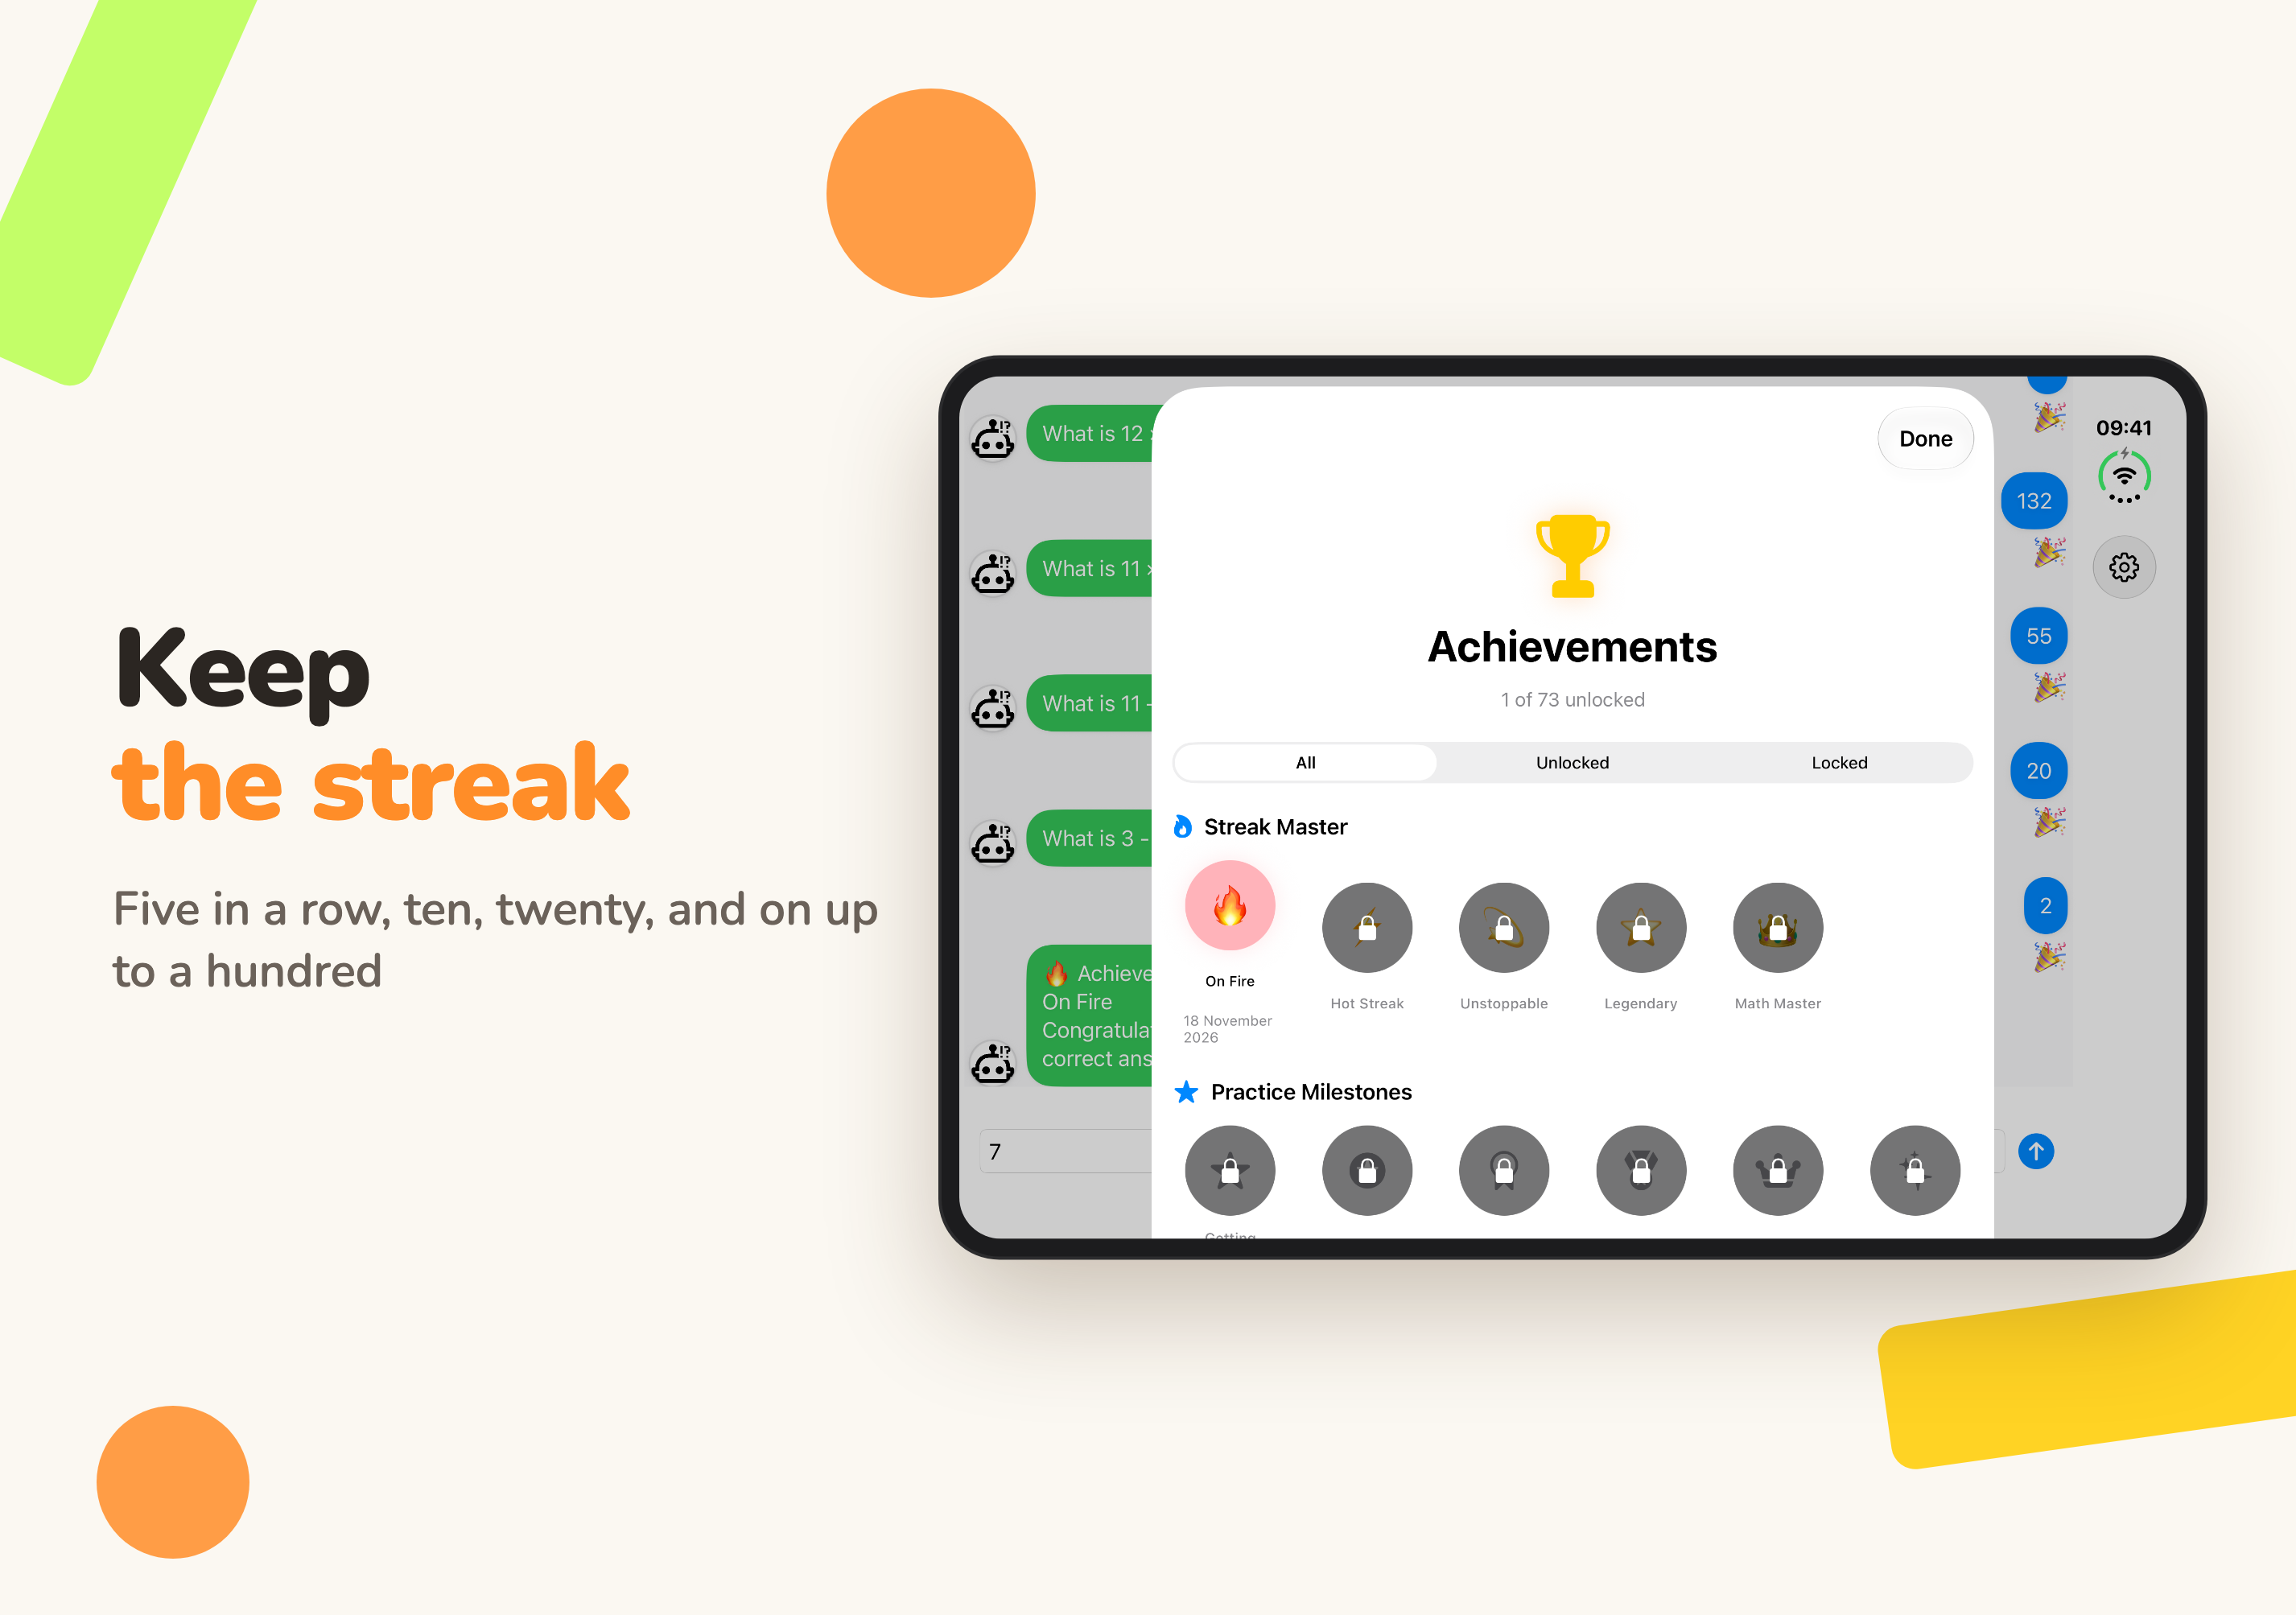 Keep
the streak
Five in a row, ten, twenty, and on up
to a hundred
What is 12
What is 11
What is 11 -
What is 3 -
🔥 Achieve
On Fire
Congratula
correct ans
7
Done
Achievements
1 of 73 unlocked
All Unlocked Locked
Streak Master
On Fire
18 November
2026
Hot Streak
Unstoppable
Legendary
Math Master
Practice Milestones
Getting
132
55
20
2
09:41